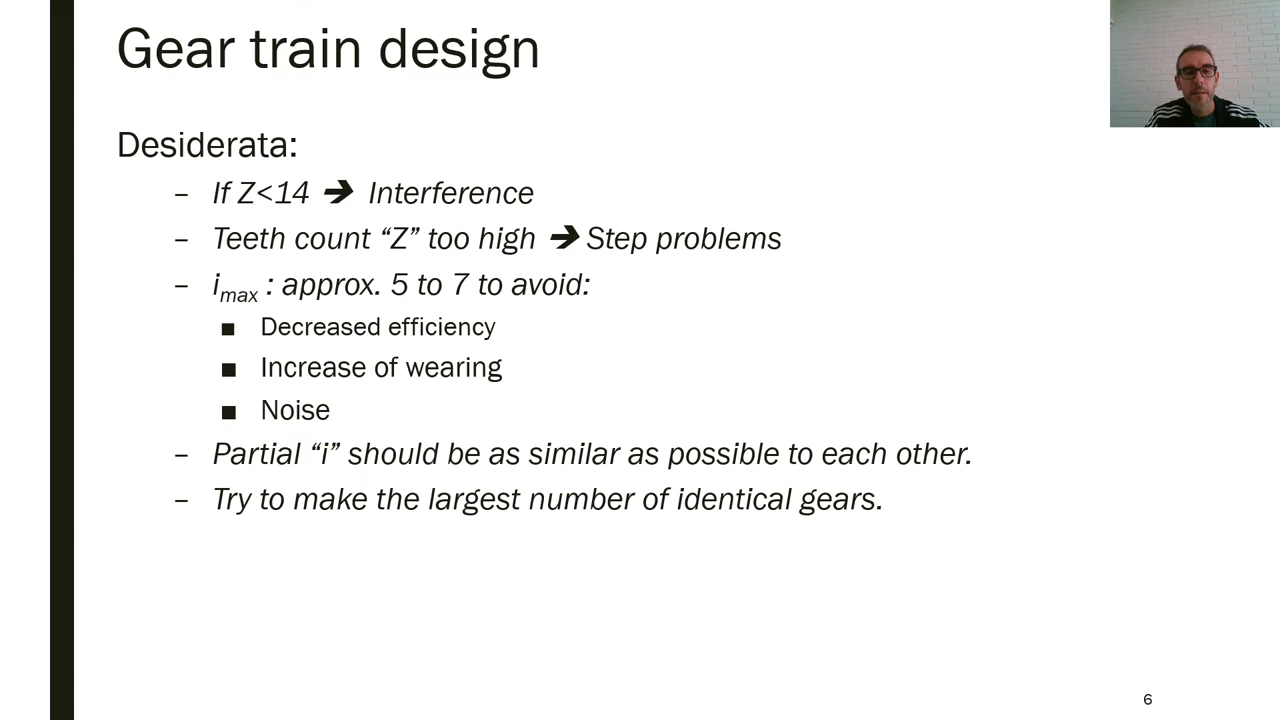 Gear train design
Desiderata:
– If Z<14 ➔ Interference
– Teeth count “Z” too high ➔ Step problems
– imax : approx. 5 to 7 to avoid:
■ Decreased efficiency
■ Increase of wearing
■ Noise
– Partial “i” should be as similar as possible to each other.
– Try to make the largest number of identical gears.
6